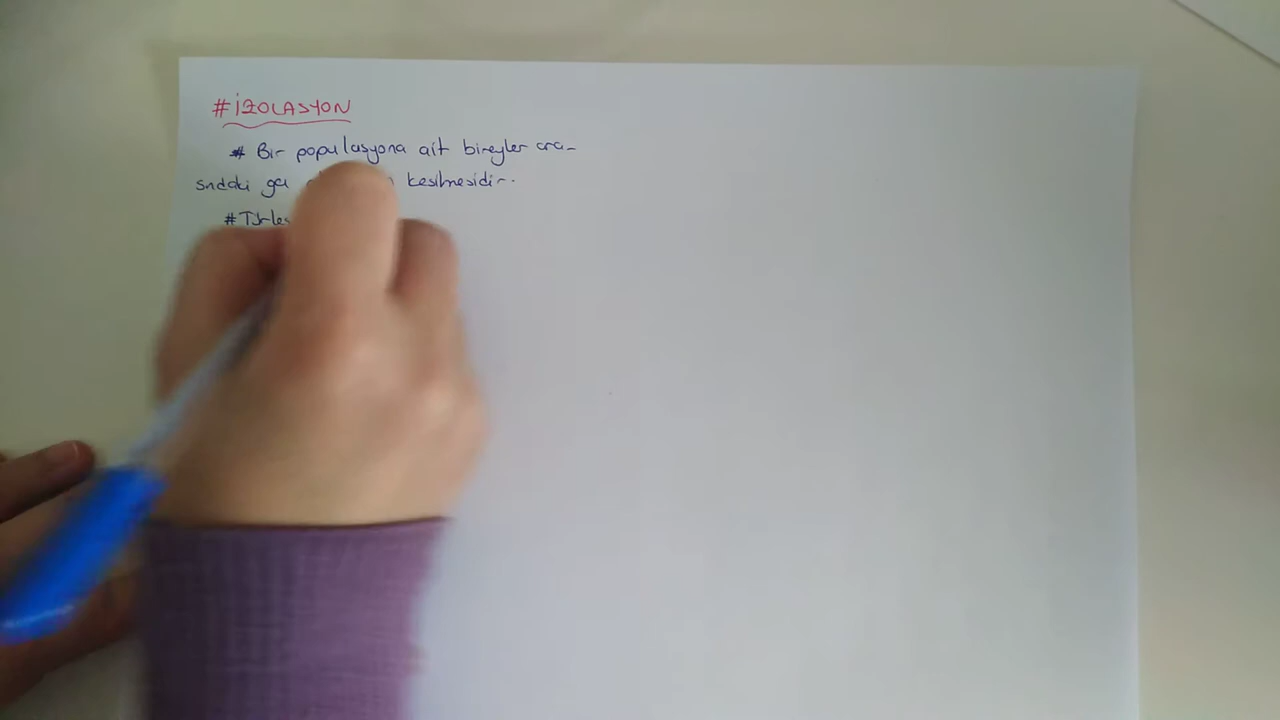 #İZOLASYON
# Bir populasyona ait bireyler ara-
sındaki kesilmesidir.